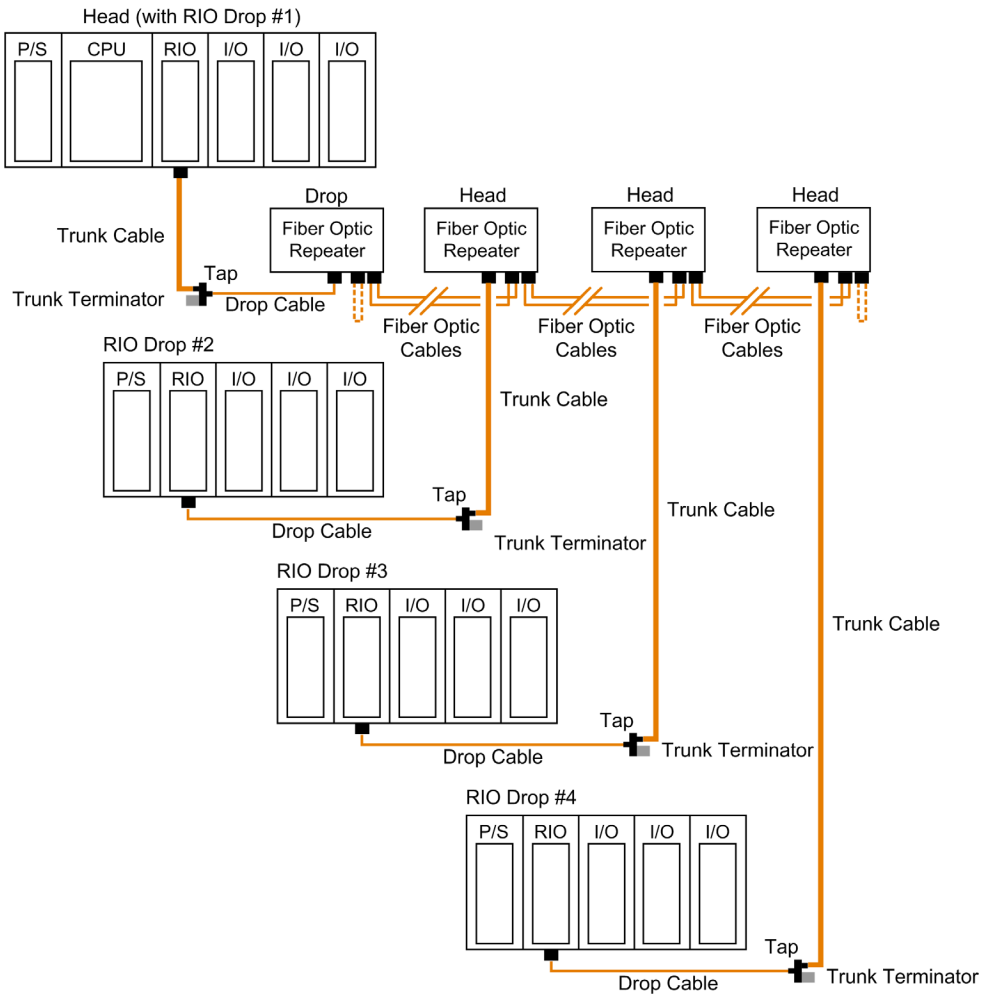 Head (with RIO Drop #1)
P/S CPU RIO I/O I/O I/O
Drop Head Head Head
Fiber Optic Repeater
Fiber Optic Repeater
Fiber Optic Repeater
Fiber Optic Repeater
Trunk Cable
Tap
Trunk Terminator
Drop Cable
Fiber Optic Cables
Fiber Optic Cables
Fiber Optic Cables
RIO Drop #2
P/S RIO I/O I/O I/O
Trunk Cable
Tap
Drop Cable
Trunk Terminator
Trunk Cable
RIO Drop #3
P/S RIO I/O I/O I/O
Trunk Cable
Tap
Drop Cable
Trunk Terminator
RIO Drop #4
P/S RIO I/O I/O I/O
Tap
Drop Cable
Trunk Terminator